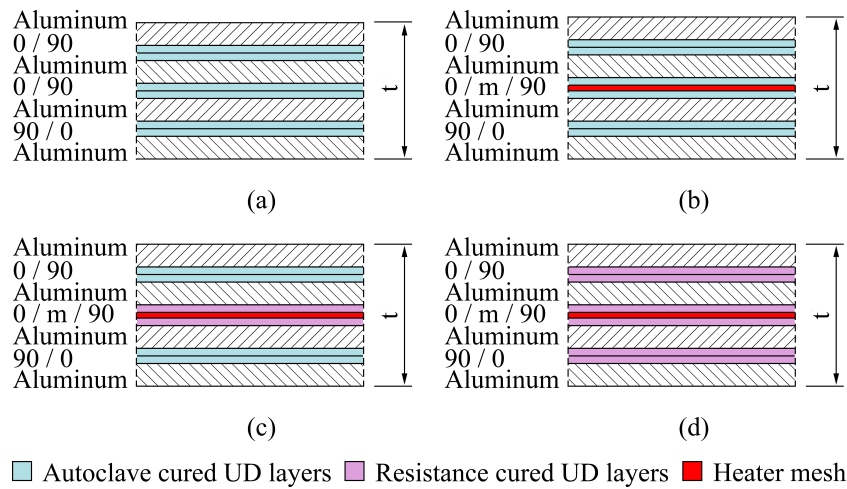 Aluminum
0 / 90
Aluminum
0 / 90
Aluminum
90 / 0
Aluminum
t
(a)
Aluminum
0 / 90
Aluminum
0 / m / 90
Aluminum
90 / 0
Aluminum
t
(b)
Aluminum
0 / 90
Aluminum
0 / m / 90
Aluminum
90 / 0
Aluminum
t
(c)
Aluminum
0 / 90
Aluminum
0 / m / 90
Aluminum
90 / 0
Aluminum
t
(d)
Autoclave cured UD layers
Resistance cured UD layers
Heater mesh